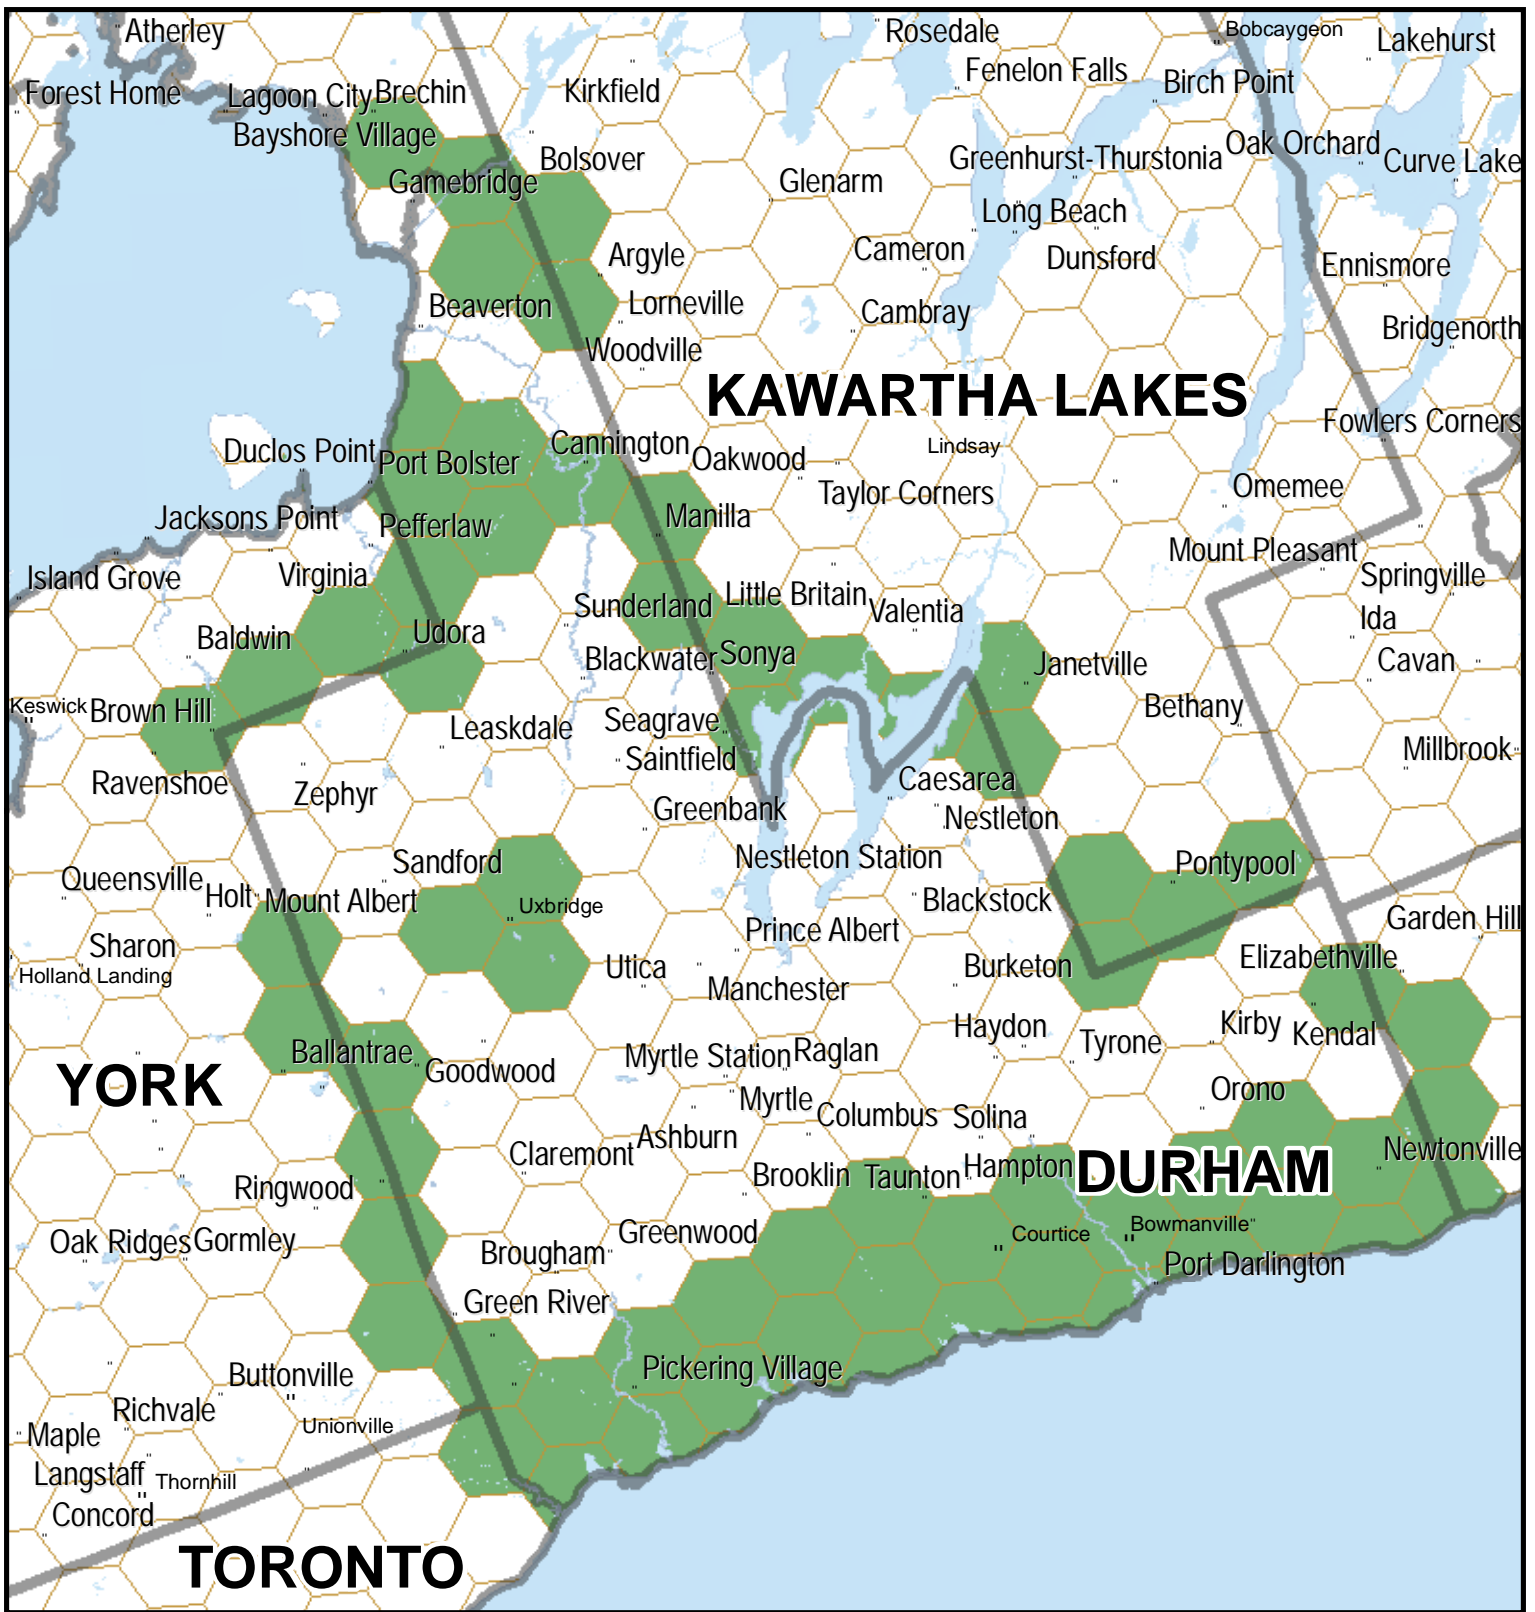 Atherley
Rosedale
Bobcaygeon
Lakehurst
Forest Home
Lagoon City
Brechin
Kirkfield
Fenelon Falls
Birch Point
Bayshore Village
Bolsover
Greenhurst-Thurstonia
Oak Orchard
Curve Lake
Gamebridge
Glenarm
Long Beach
Argyle
Cameron
Dunsford
Ennismore
Beaverton
Lorneville
Cambray
Bridgenorth
Woodville
KAWARTHA LAKES
Fowlers Corners
Duclos Point
Port Bolster
Cannington
Oakwood
Lindsay
Taylor Corners
Omemee
Jacksons Point
Pefferlaw
Manilla
Mount Pleasant
Island Grove
Virginia
Sunderland
Little Britain
Valentia
Springville
Ida
Baldwin
Udora
Blackwater
Sonya
Janetville
Cavan
Keswick
Brown Hill
Leaskdale
Seagrave
Bethany
Saintfield
Millbrook
Ravenshoe
Zephyr
Greenbank
Caesarea
Nestleton
Sandford
Nestleton Station
Pontypool
Queensville
Holt
Mount Albert
Uxbridge
Blackstock
Garden Hill
Sharon
Prince Albert
Holland Landing
Utica
Manchester
Burketon
Elizabethville
Haydon
Tyrone
Kirby
Kendal
YORK
Ballantrae
Goodwood
Myrtle Station
Raglan
Myrtle
Columbus
Solina
Orono
Claremont
Ashburn
Newtonville
Ringwood
Brooklin
Taunton
Hampton
DURHAM
Oak Ridges
Gormley
Brougham
Greenwood
Courtice
Bowmanville
Port Darlington
Green River
Buttonville
Pickering Village
Richvale
Unionville
Maple
Langstaff
Thornhill
Concord
TORONTO